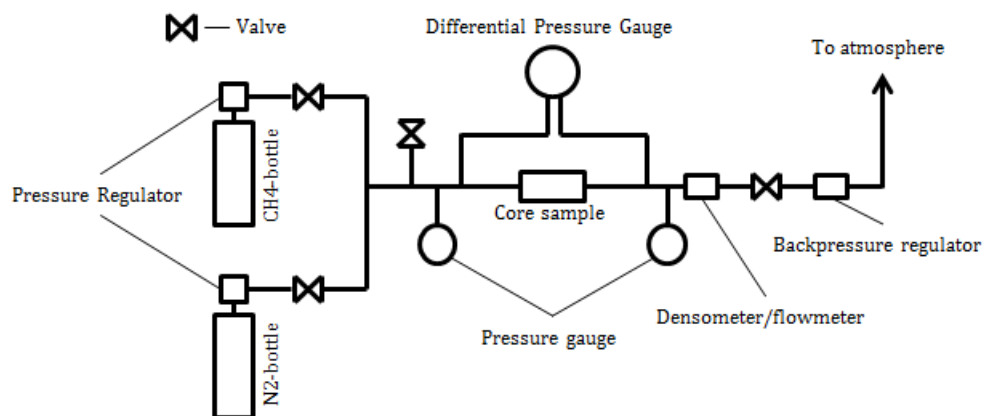 Valve
Differential Pressure Gauge
To atmosphere
CH4-bottle
Pressure Regulator
Core sample
Backpressure regulator
Densometer/flowmeter
Pressure gauge
N2-bottle